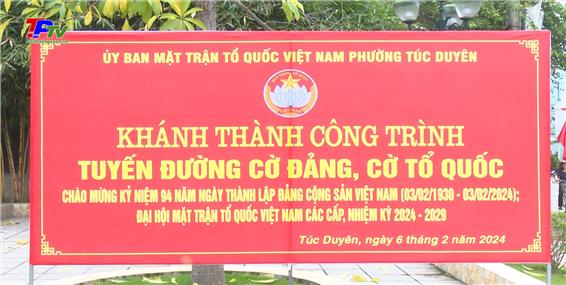 TFTV
ỦY BAN MẶT TRẬN TỔ QUỐC VIỆT NAM PHƯỜNG TÚC DUYÊN
KHÁNH THÀNH CÔNG TRÌNH
TUYẾN ĐƯỜNG CỜ ĐẢNG, CỜ TỔ QUỐC
CHÀO MỪNG KỶ NIỆM 94 NĂM NGÀY THÀNH LẬP ĐẢNG CỘNG SẢN VIỆT NAM (03/02/1930 - 03/02/2024);
ĐẠI HỘI MẶT TRẬN TỔ QUỐC VIỆT NAM CÁC CẤP, NHIỆM KỲ 2024 - 2029
Túc Duyên, ngày 6 tháng 2 năm 2024